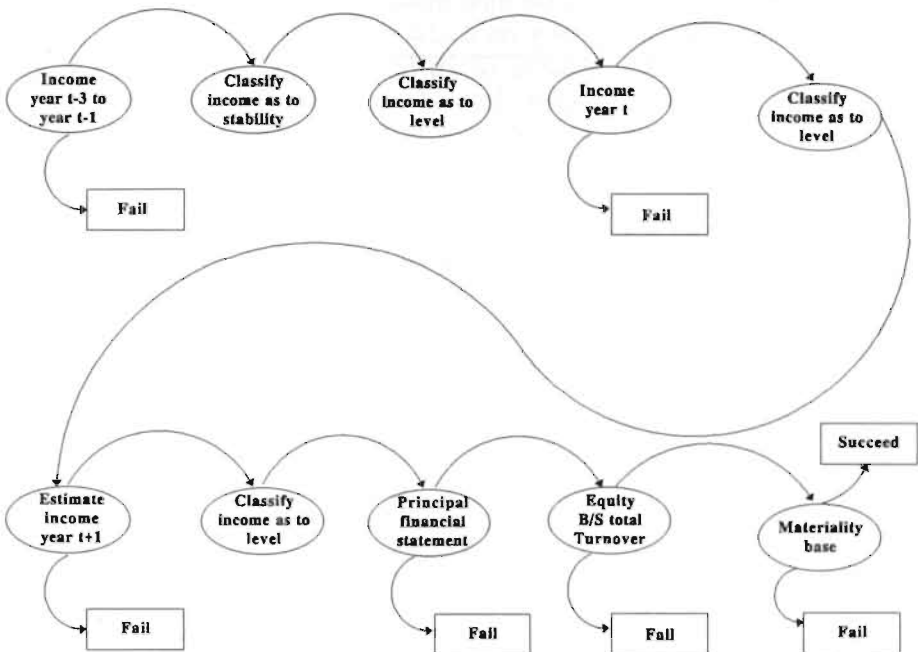 Income
year t-3 to
year t-1
Classify
income as to
stability
Classify
income as to
level
Income
year t
Classify
income as to
level
Fail
Fail
Succeed
Estimate
income
year t+1
Classify
income as to
level
Principal
financial
statement
Equity
B/S total
Turnover
Materiality
base
Fail
Fail
Fail
Fail